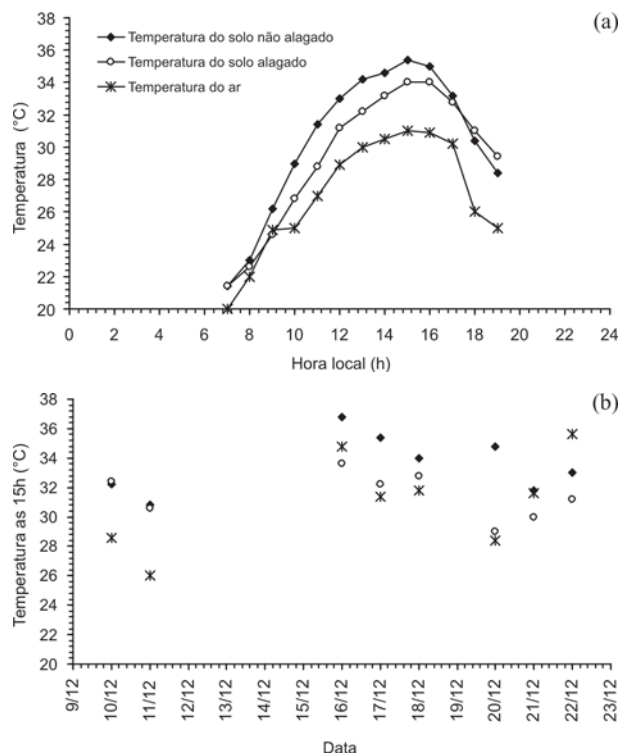 (a)
Temperatura do solo não alagado
Temperatura do solo alagado
Temperatura do ar
Temperatura (°C)
38
36
34
32
30
28
26
24
22
20
0 2 4 6 8 10 12 14 16 18 20 22 24
Hora local (h)
(b)
Temperatura as 15h (°C)
38
36
34
32
30
28
26
24
22
20
9/12 10/12 11/12 12/12 13/12 14/12 15/12 16/12 17/12 18/12 19/12 20/12 21/12 22/12 23/12
Data